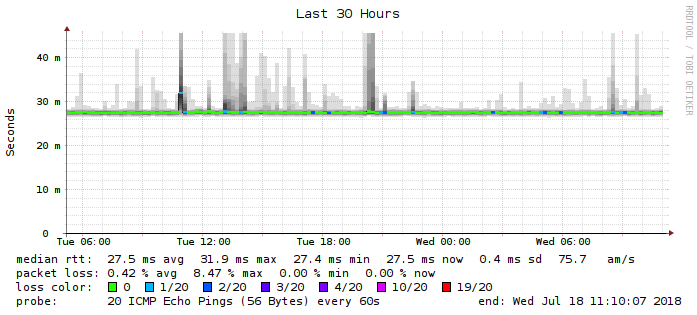 Last 30 Hours
RRDTOOL / TOBI OETIKER
Seconds
40 m
30 m
20 m
10 m
0
Tue 06:00 Tue 12:00 Tue 18:00 Wed 00:00 Wed 06:00
median rtt: 27.5 ms avg 31.9 ms max 27.4 ms min 27.5 ms now 0.4 ms sd 75.7 am/s
packet loss: 0.42 % avg 8.47 % max 0.00 % min 0.00 % now
loss color: 0 1/20 2/20 3/20 4/20 10/20 19/20
probe: 20 ICMP Echo Pings (56 Bytes) every 60s end: Wed Jul 18 11:10:07 2018